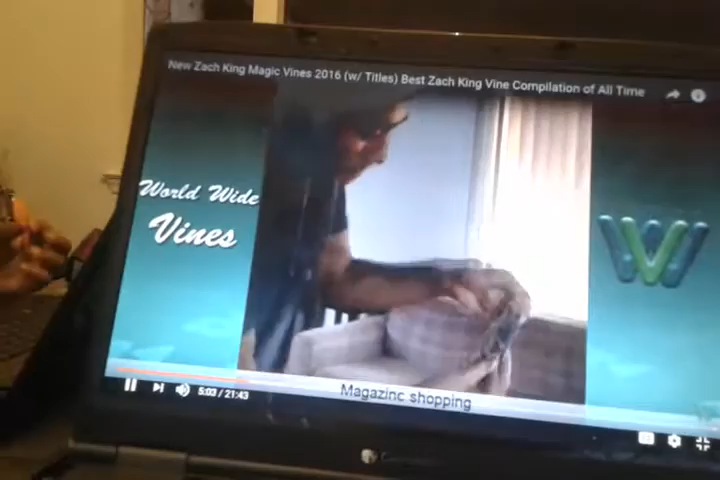 New Zach King Magic Vines 2016 (w/ Titles) Best Zach King Vine Compilation of All Time
World Wide
Vines
W
Magazinc shopping
5:03 / 21:43